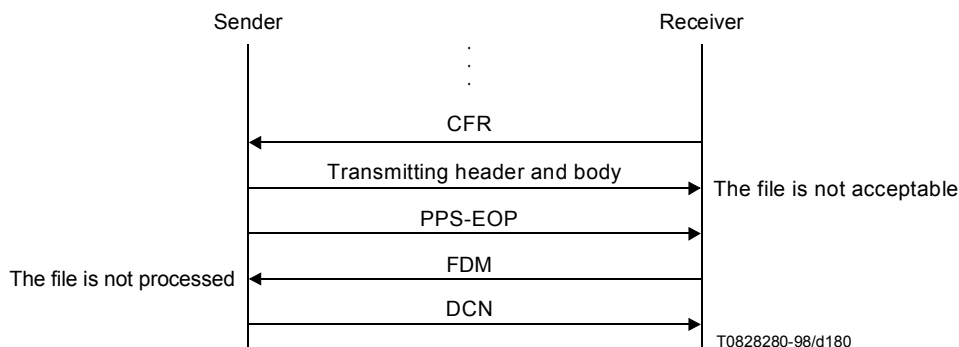 Sender
Receiver
.
.
.
CFR
Transmitting header and body
The file is not acceptable
PPS-EOP
FDM
The file is not processed
DCN
T0828280-98/d180